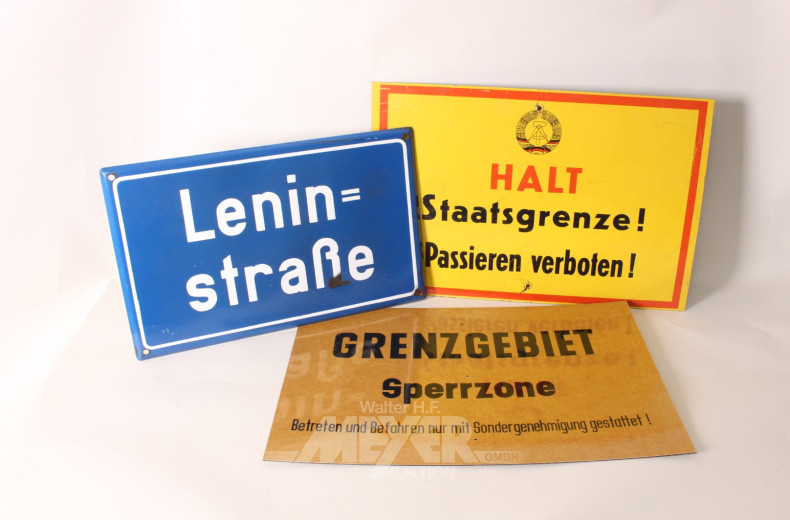 Lenin=
straße
HALT
Staatsgrenze!
Passieren verboten!
GRENZGEBIET
Sperrzone
Betreten und Befahren nur mit Sondergenehmigung gestattet!
Walter H.F.
MEYER
AUKTION
GMBH